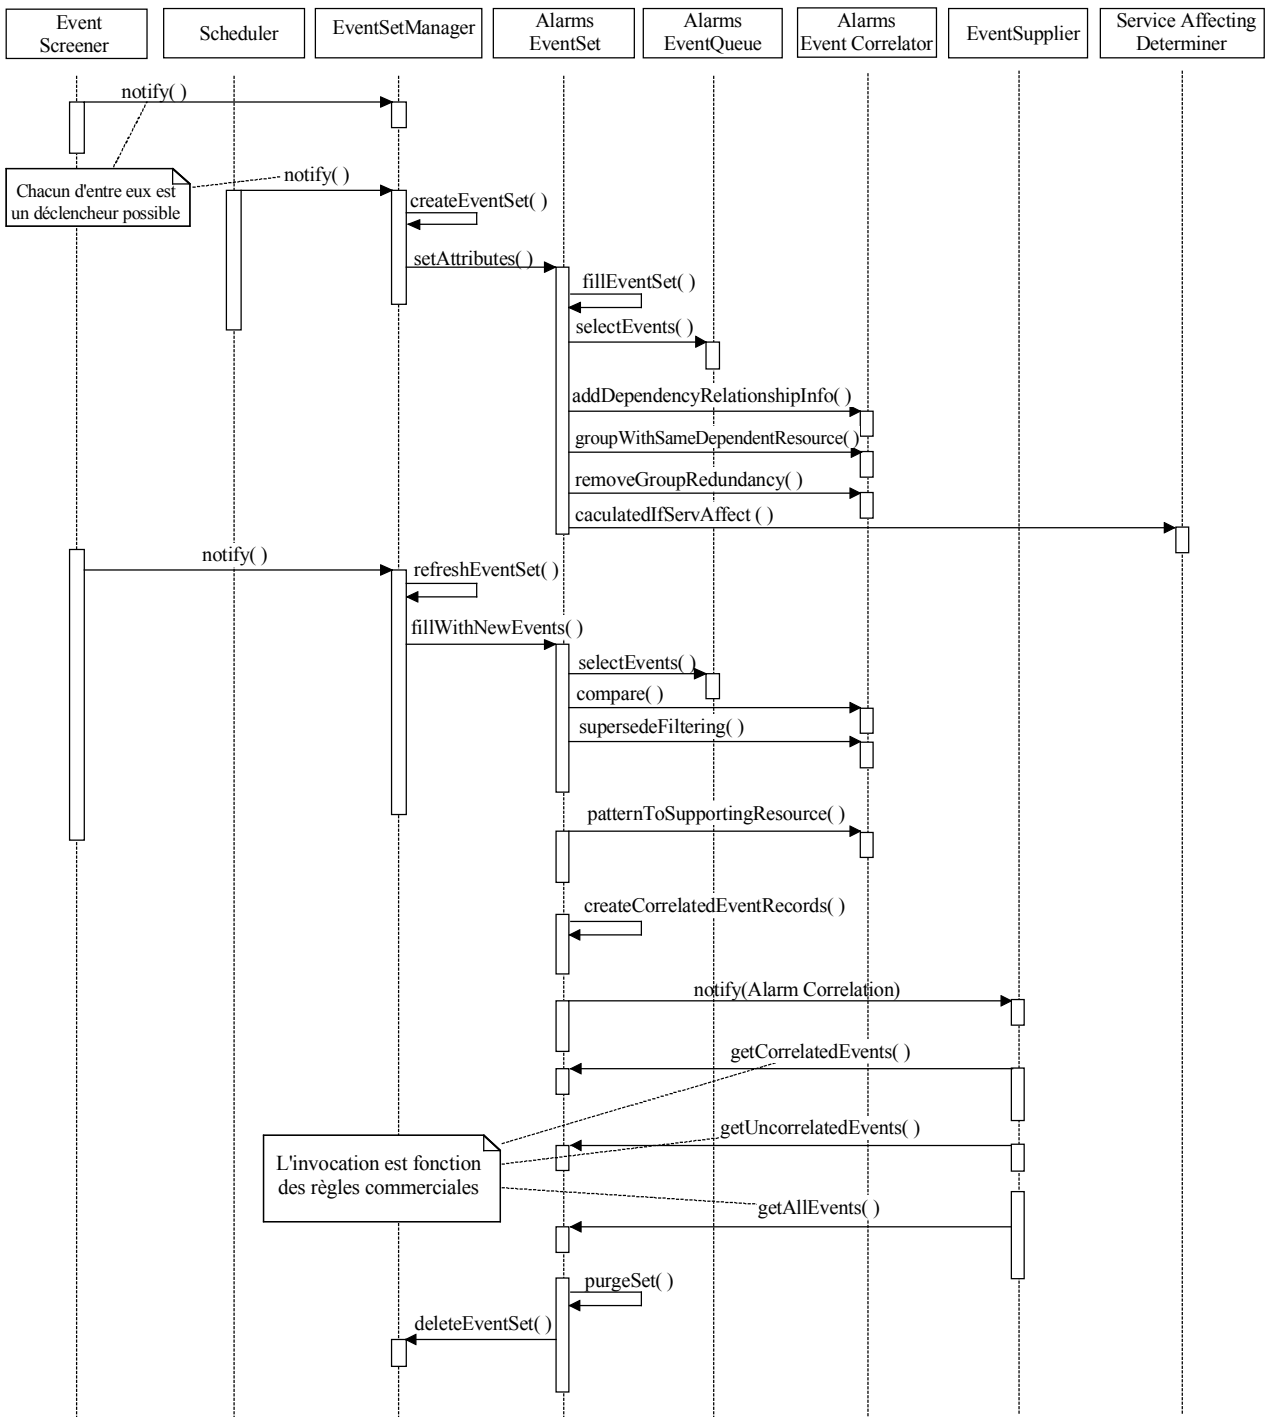 Event
Screener
Scheduler
EventSetManager
Alarms
EventSet
Alarms
EventQueue
Alarms
Event Correlator
EventSupplier
Service Affecting
Determiner
notify( )
Chacun d'entre eux est
un déclencheur possible
notify( )
createEventSet( )
setAttributes( )
fillEventSet( )
selectEvents( )
addDependencyRelationshipInfo( )
groupWithSameDependentResource( )
removeGroupRedundancy( )
caculatedIfServAffect ( )
notify( )
refreshEventSet( )
fillWithNewEvents( )
selectEvents( )
compare( )
supersedeFiltering( )
patternToSupportingResource( )
createCorrelatedEventRecords( )
notify(Alarm Correlation)
getCorrelatedEvents( )
getUncorrelatedEvents( )
L'invocation est fonction
des règles commerciales
getAllEvents( )
purgeSet( )
deleteEventSet( )